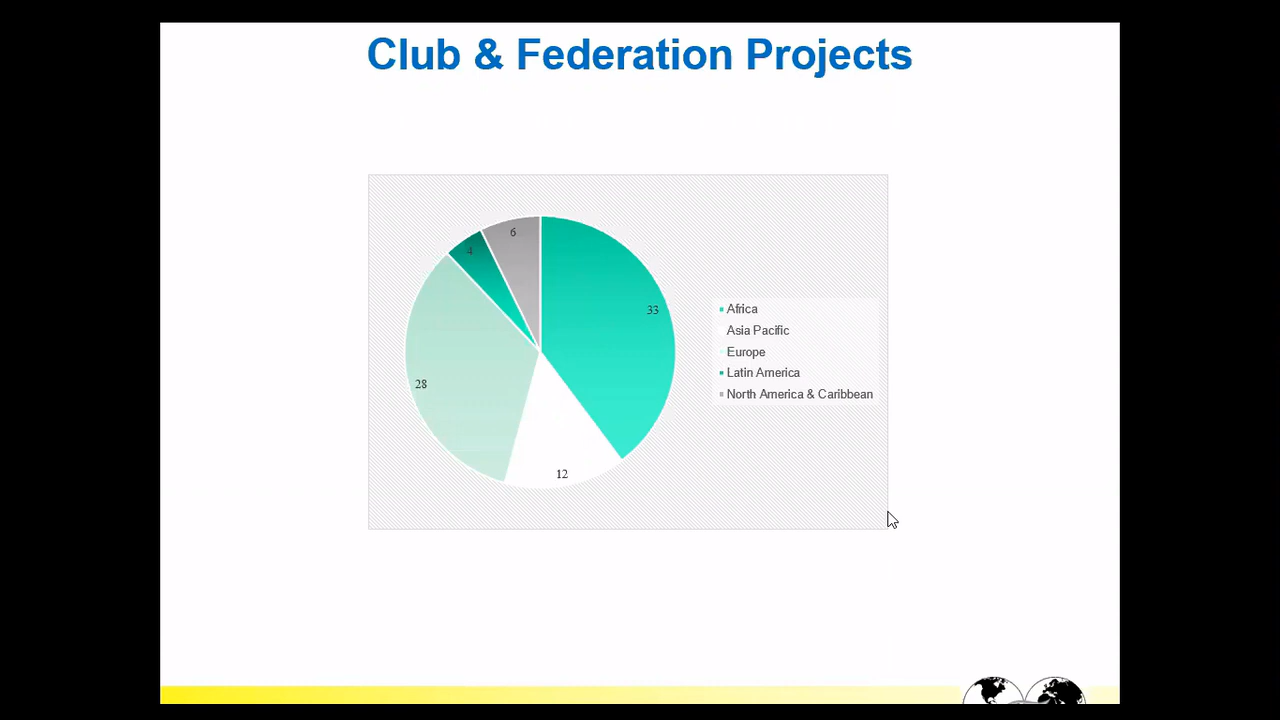 Club & Federation Projects
6
4
33
28
12
Africa
Asia Pacific
Europe
Latin America
North America & Caribbean